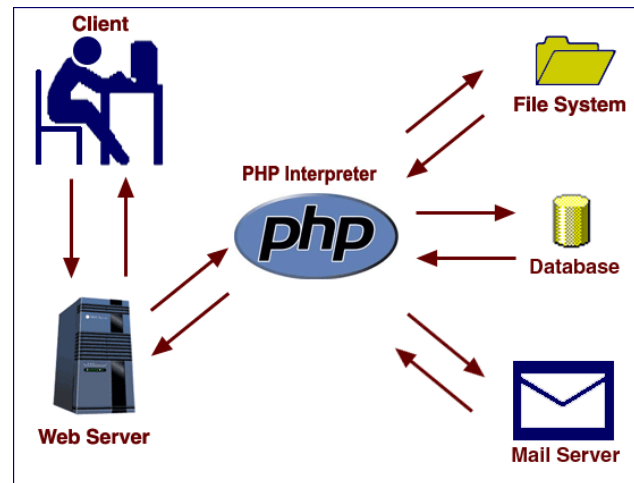 Client
File System
PHP Interpreter
php
Database
Web Server
Mail Server